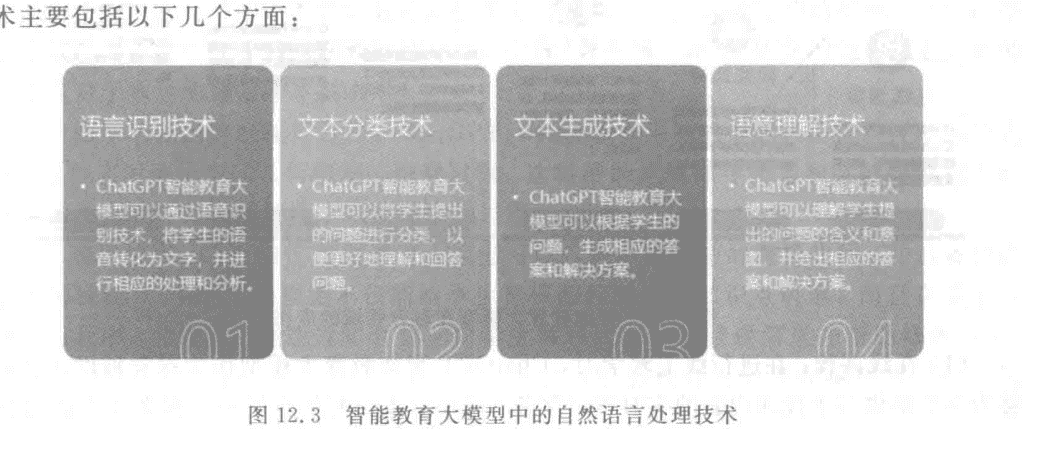 术主要包括以下几个方面：
语言识别技术
• ChatGPT智能教育大
模型可以通过语音识
别技术，将学生的语
音转化为文字，并进
行相应的处理和分析。
01
文本分类技术
• ChatGPT智能教育大
模型可以将学生提出
的问题进行分类，以
便更好地理解和回答
问题。
02
文本生成技术
• ChatGPT智能教育大
模型可以根据学生的
问题，生成相应的答
案和解决方案。
03
语意理解技术
• ChatGPT智能教育大
模型可以理解学生提
出的问题的含义和意
图，并给出相应的答
案和解决方案。
04
图 12.3 智能教育大模型中的自然语言处理技术